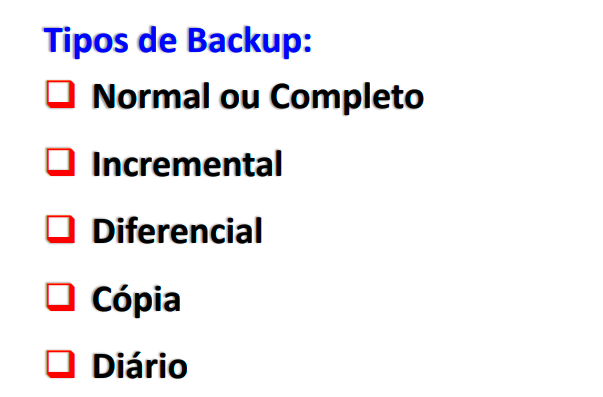 Tipos de Backup:
Normal ou Completo
Incremental
Diferencial
Cópia
Diário